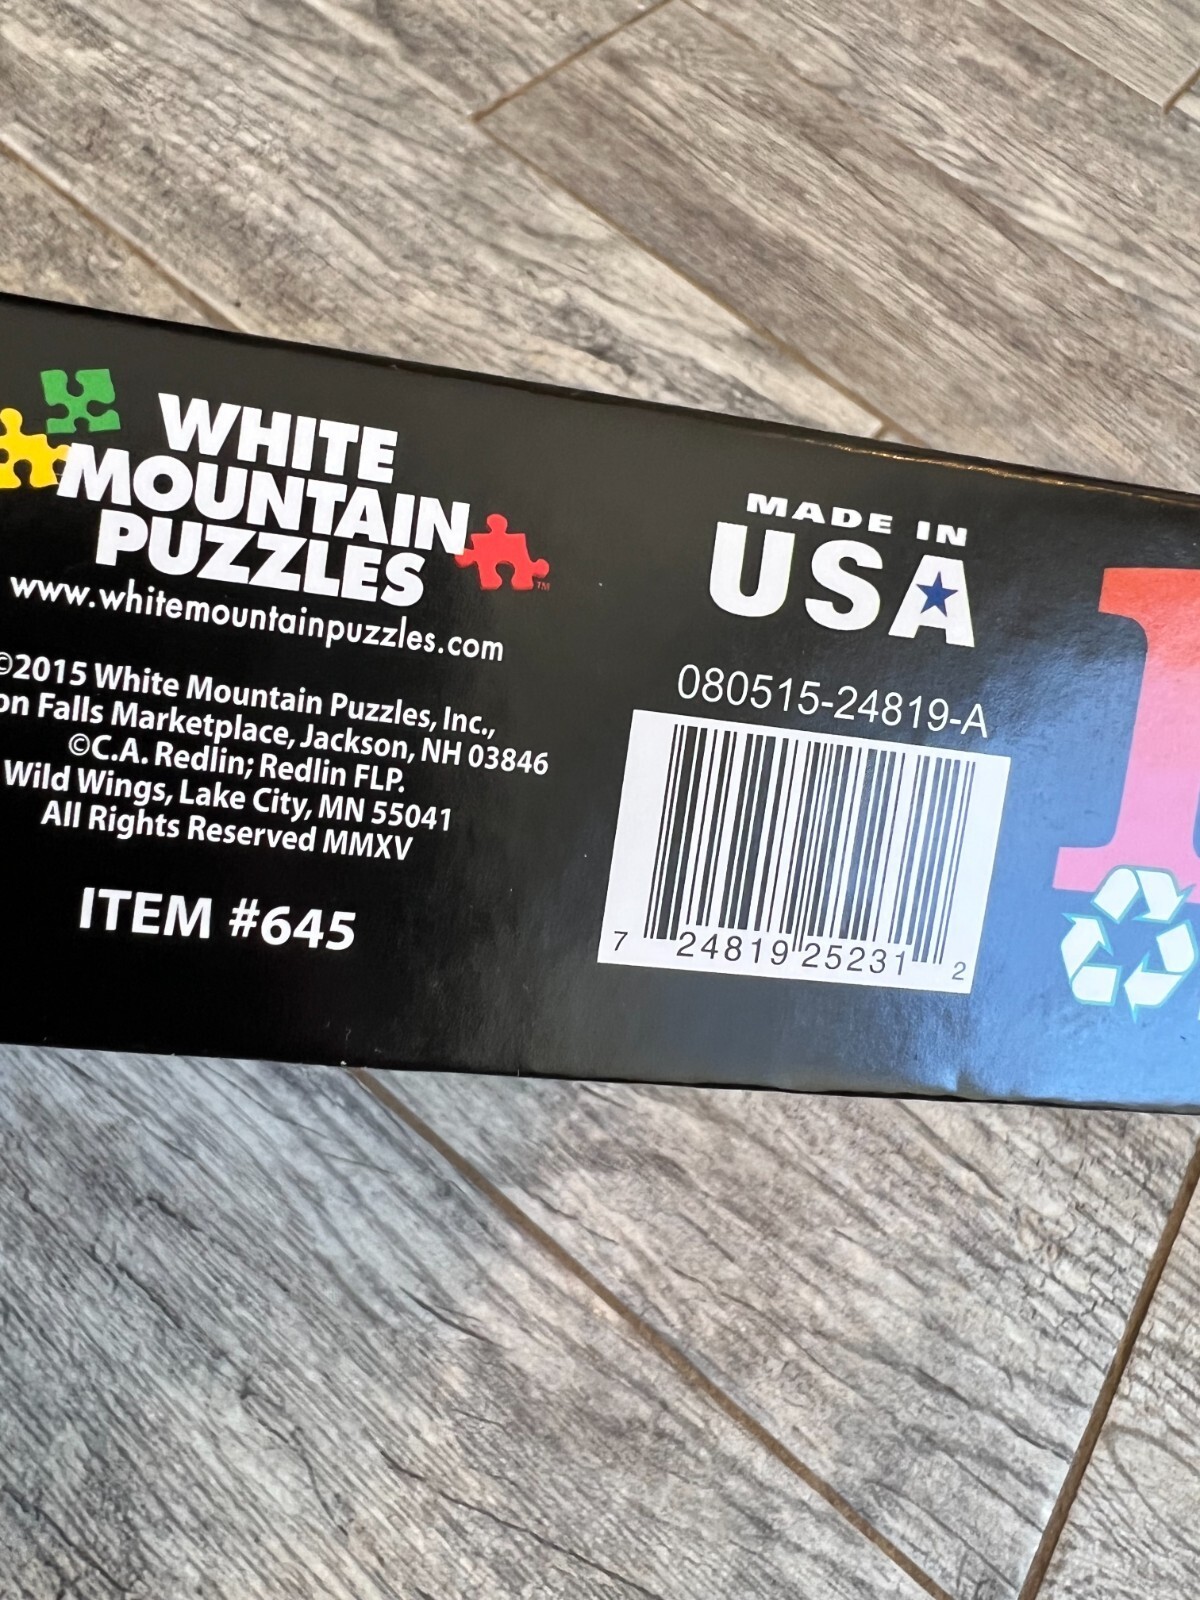 WHITE
MOUNTAIN
PUZZLES
TM
www.whitemountainpuzzles.com
©2015 White Mountain Puzzles, Inc.,
Falls Marketplace, Jackson, NH 03846
©C.A. Redlin; Redlin FLP.
Wild Wings, Lake City, MN 55041
All Rights Reserved MMXV
ITEM #645
MADE IN
USA
080515-24819-A
7 24819 25231 2